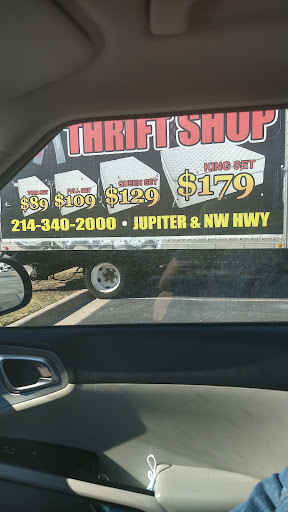 THRIFT SHOP
TWIN SET FULL SET QUEEN SET KING SET
$89 $109 $129 $179
214-340-2000 • JUPITER & NW HWY